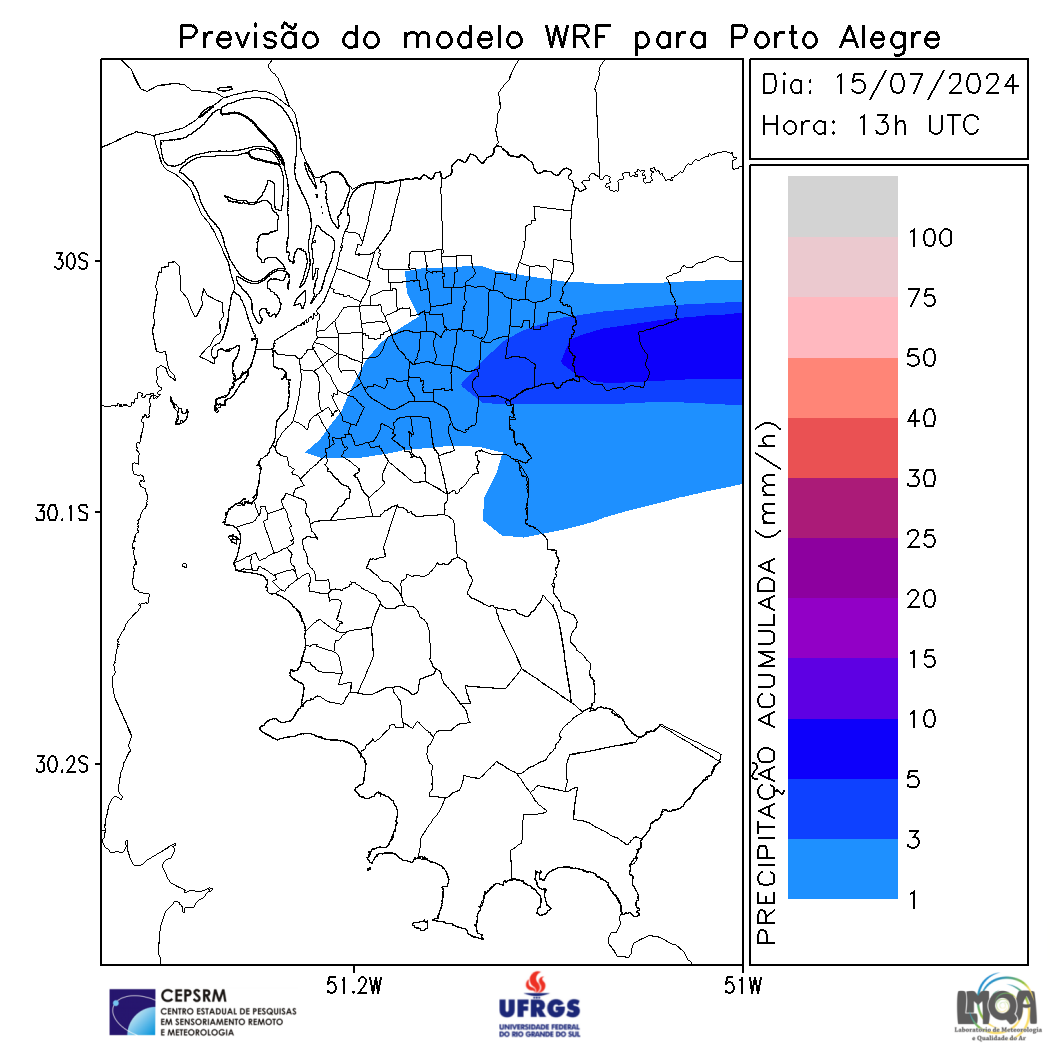 Previsão do modelo WRF para Porto Alegre
Dia: 15/07/2024
Hora: 13h UTC
30S
30.1S
30.2S
51.2W
51W
PRECIPITAÇÃO ACUMULADA (mm/h)
100
75
50
40
30
25
20
15
10
5
3
1
CEPSRM
CENTRO ESTADUAL DE PESQUISAS
EM SENSORIAMENTO REMOTO
E METEOROLOGIA
UFRGS
UNIVERSIDADE FEDERAL
DO RIO GRANDE DO SUL
LMQA
Laboratório de Meteorologia
e Qualidade do Ar